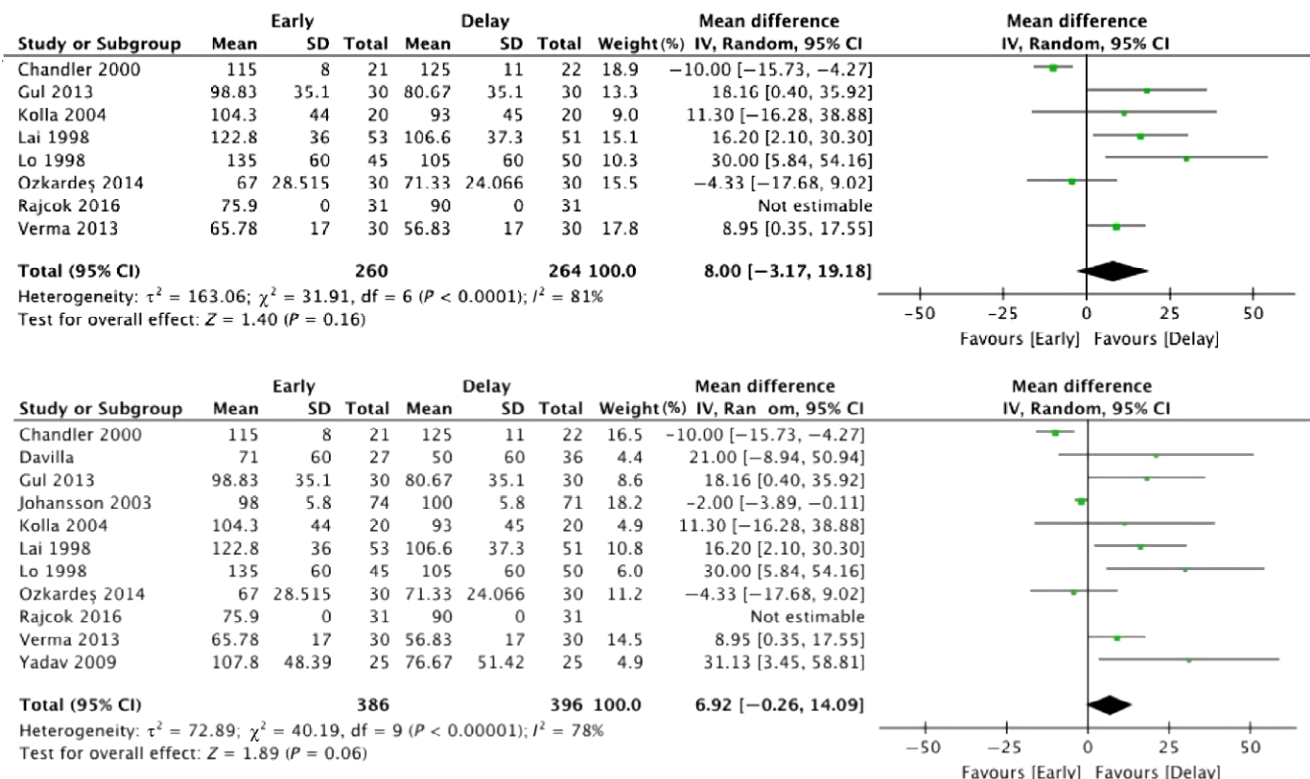 Early Delay Mean difference Mean difference
Study or Subgroup Mean SD Total Mean SD Total Weight(%) IV, Random, 95% CI IV, Random, 95% CI
Chandler 2000 115 8 21 125 11 22 18.9 −10.00 [−15.73, −4.27]
Gul 2013 98.83 35.1 30 80.67 35.1 30 13.3 18.16 [0.40, 35.92]
Kolla 2004 104.3 44 20 93 45 20 9.0 11.30 [−16.28, 38.88]
Lai 1998 122.8 36 53 106.6 37.3 51 15.1 16.20 [2.10, 30.30]
Lo 1998 135 60 45 105 60 50 10.3 30.00 [5.84, 54.16]
Ozkardeş 2014 67 28.515 30 71.33 24.066 30 15.5 −4.33 [−17.68, 9.02]
Rajcok 2016 75.9 0 31 90 0 31 Not estimable
Verma 2013 65.78 17 30 56.83 17 30 17.8 8.95 [0.35, 17.55]
Total (95% CI) 260 264 100.0 8.00 [−3.17, 19.18]
Heterogeneity: τ² = 163.06; χ² = 31.91, df = 6 (P < 0.0001); I² = 81%
Test for overall effect: Z = 1.40 (P = 0.16)
−50 −25 0 25 50
Favours [Early] Favours [Delay]
Early Delay Mean difference Mean difference
Study or Subgroup Mean SD Total Mean SD Total Weight(%) IV, Ran om, 95% CI IV, Random, 95% CI
Chandler 2000 115 8 21 125 11 22 16.5 -10.00 [−15.73, −4.27]
Davilla 71 60 27 50 60 36 4.4 21.00 [−8.94, 50.94]
Gul 2013 98.83 35.1 30 80.67 35.1 30 8.6 18.16 [0.40, 35.92]
Johansson 2003 98 5.8 74 100 5.8 71 18.2 -2.00 [−3.89, −0.11]
Kolla 2004 104.3 44 20 93 45 20 4.9 11.30 [−16.28, 38.88]
Lai 1998 122.8 36 53 106.6 37.3 51 10.8 16.20 [2.10, 30.30]
Lo 1998 135 60 45 105 60 50 6.0 30.00 [5.84, 54.16]
Ozkardeş 2014 67 28.515 30 71.33 24.066 30 11.2 −4.33 [−17.68, 9.02]
Rajcok 2016 75.9 0 31 90 0 31 Not estimable
Verma 2013 65.78 17 30 56.83 17 30 14.5 8.95 [0.35, 17.55]
Yadav 2009 107.8 48.39 25 76.67 51.42 25 4.9 31.13 [3.45, 58.81]
Total (95% CI) 386 396 100.0 6.92 [−0.26, 14.09]
Heterogeneity: τ² = 72.89; χ² = 40.19, df = 9 (P < 0.00001); I² = 78%
Test for overall effect: Z = 1.89 (P = 0.06)
−50 −25 0 25 50
Favours [Early] Favours [Delay]